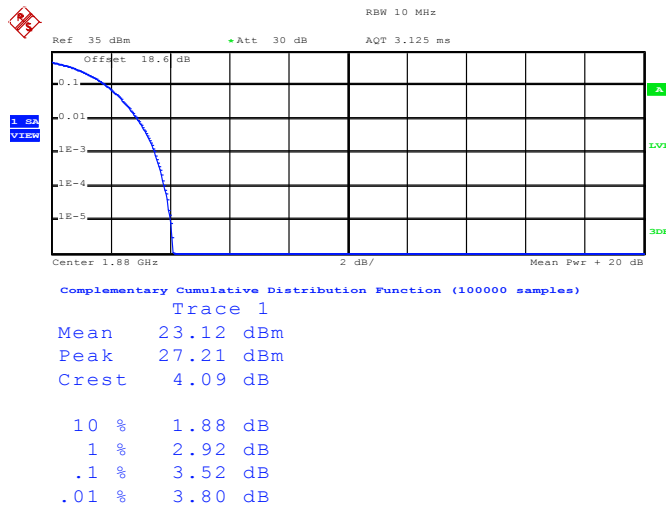 RBW 10 MHz
Ref 35 dBm *Att 30 dB AQT 3.125 ms
Offset 18.6 dB
0.1
A
0.01
1 SA
VIEW
1E-3
LVL
1E-4
1E-5
3DB
Center 1.88 GHz 2 dB/ Mean Pwr + 20 dB
Complementary Cumulative Distribution Function (100000 samples)
Trace 1
Mean 23.12 dBm
Peak 27.21 dBm
Crest 4.09 dB
10 % 1.88 dB
1 % 2.92 dB
.1 % 3.52 dB
.01 % 3.80 dB